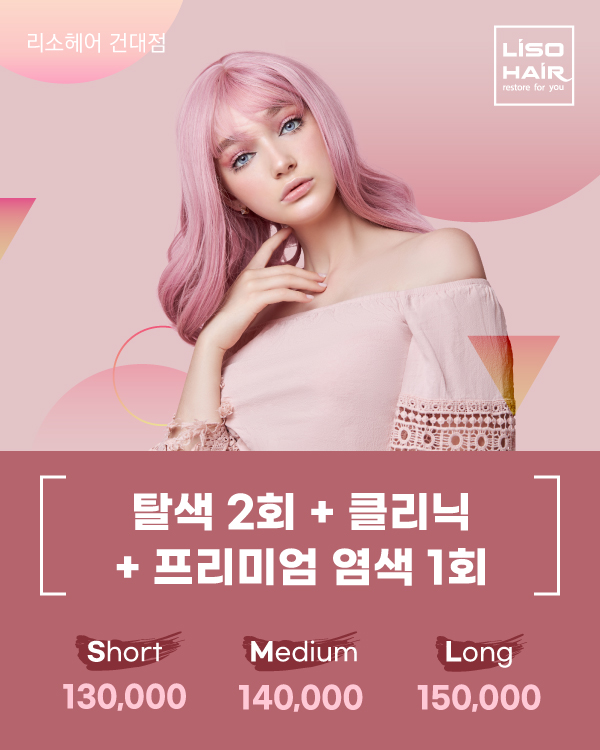 리소헤어 건대점
LiSO
HAiR
restore for you
탈색 2회 + 클리닉
+ 프리미엄 염색 1회
Short Medium Long
130,000 140,000 150,000